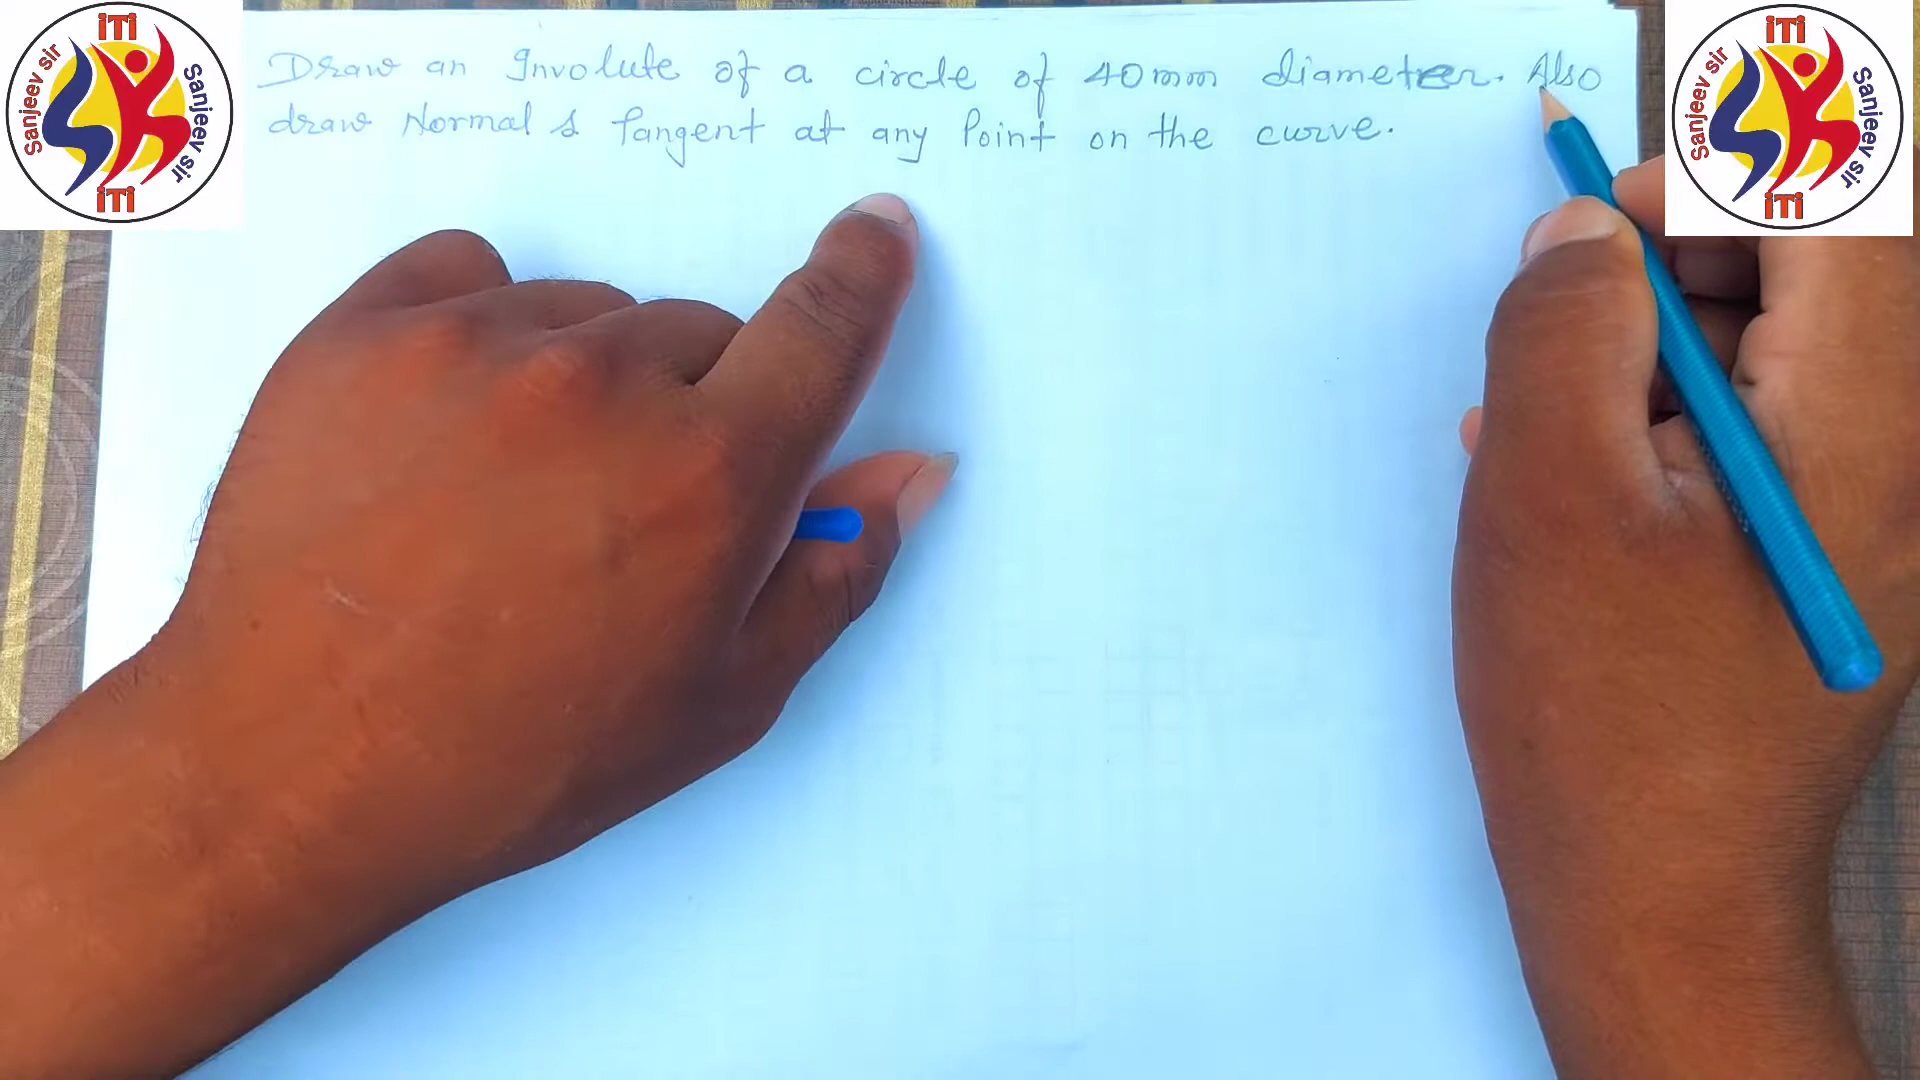 Draw an Involute of a circle of 40mm diameter. Also
draw Normal & Tangent at any Point on the curve.
iTi
Sanjeev sir
Sanjeev sir
iTi
iTi
Sanjeev sir
Sanjeev sir
iTi